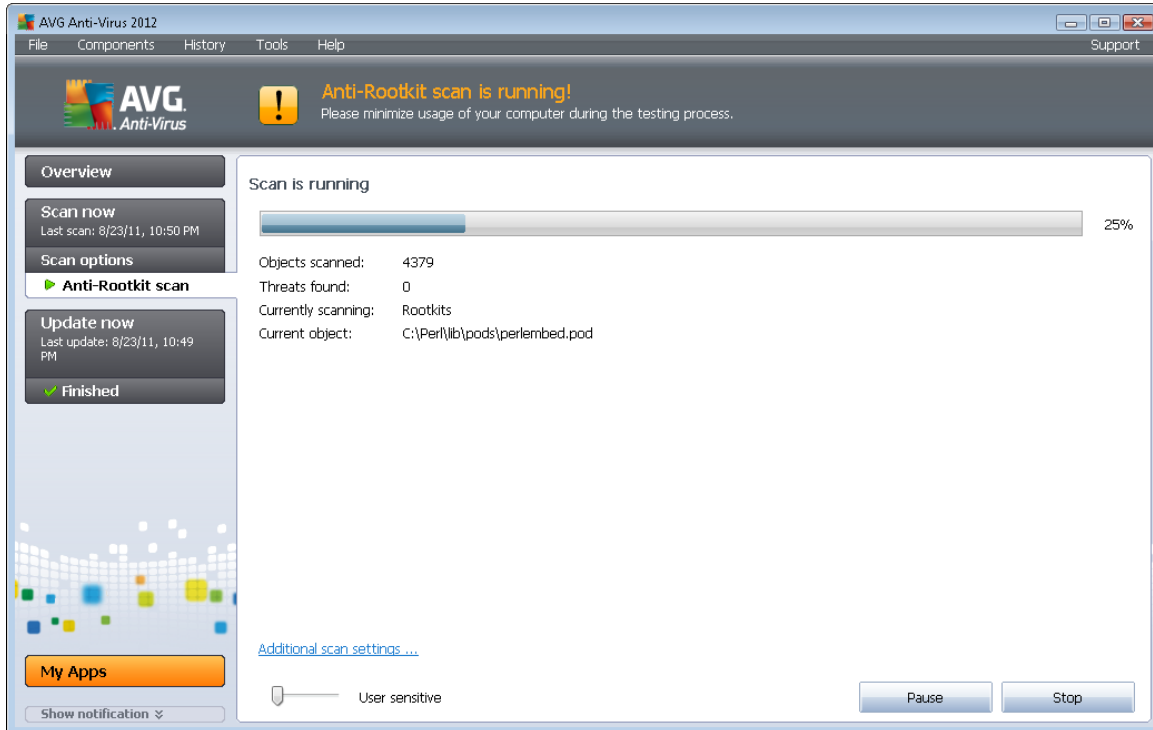 AVG Anti-Virus 2012
File Components History Tools Help Support
AVG.
Anti-Virus
Anti-Rootkit scan is running!
Please minimize usage of your computer during the testing process.
Overview
Scan now
Last scan: 8/23/11, 10:50 PM
Scan options
Anti-Rootkit scan
Update now
Last update: 8/23/11, 10:49
PM
Finished
My Apps
Show notification
Scan is running
25%
Objects scanned: 4379
Threats found: 0
Currently scanning: Rootkits
Current object: C:\Perl\lib\pods\perlembed.pod
Additional scan settings ...
User sensitive
Pause Stop